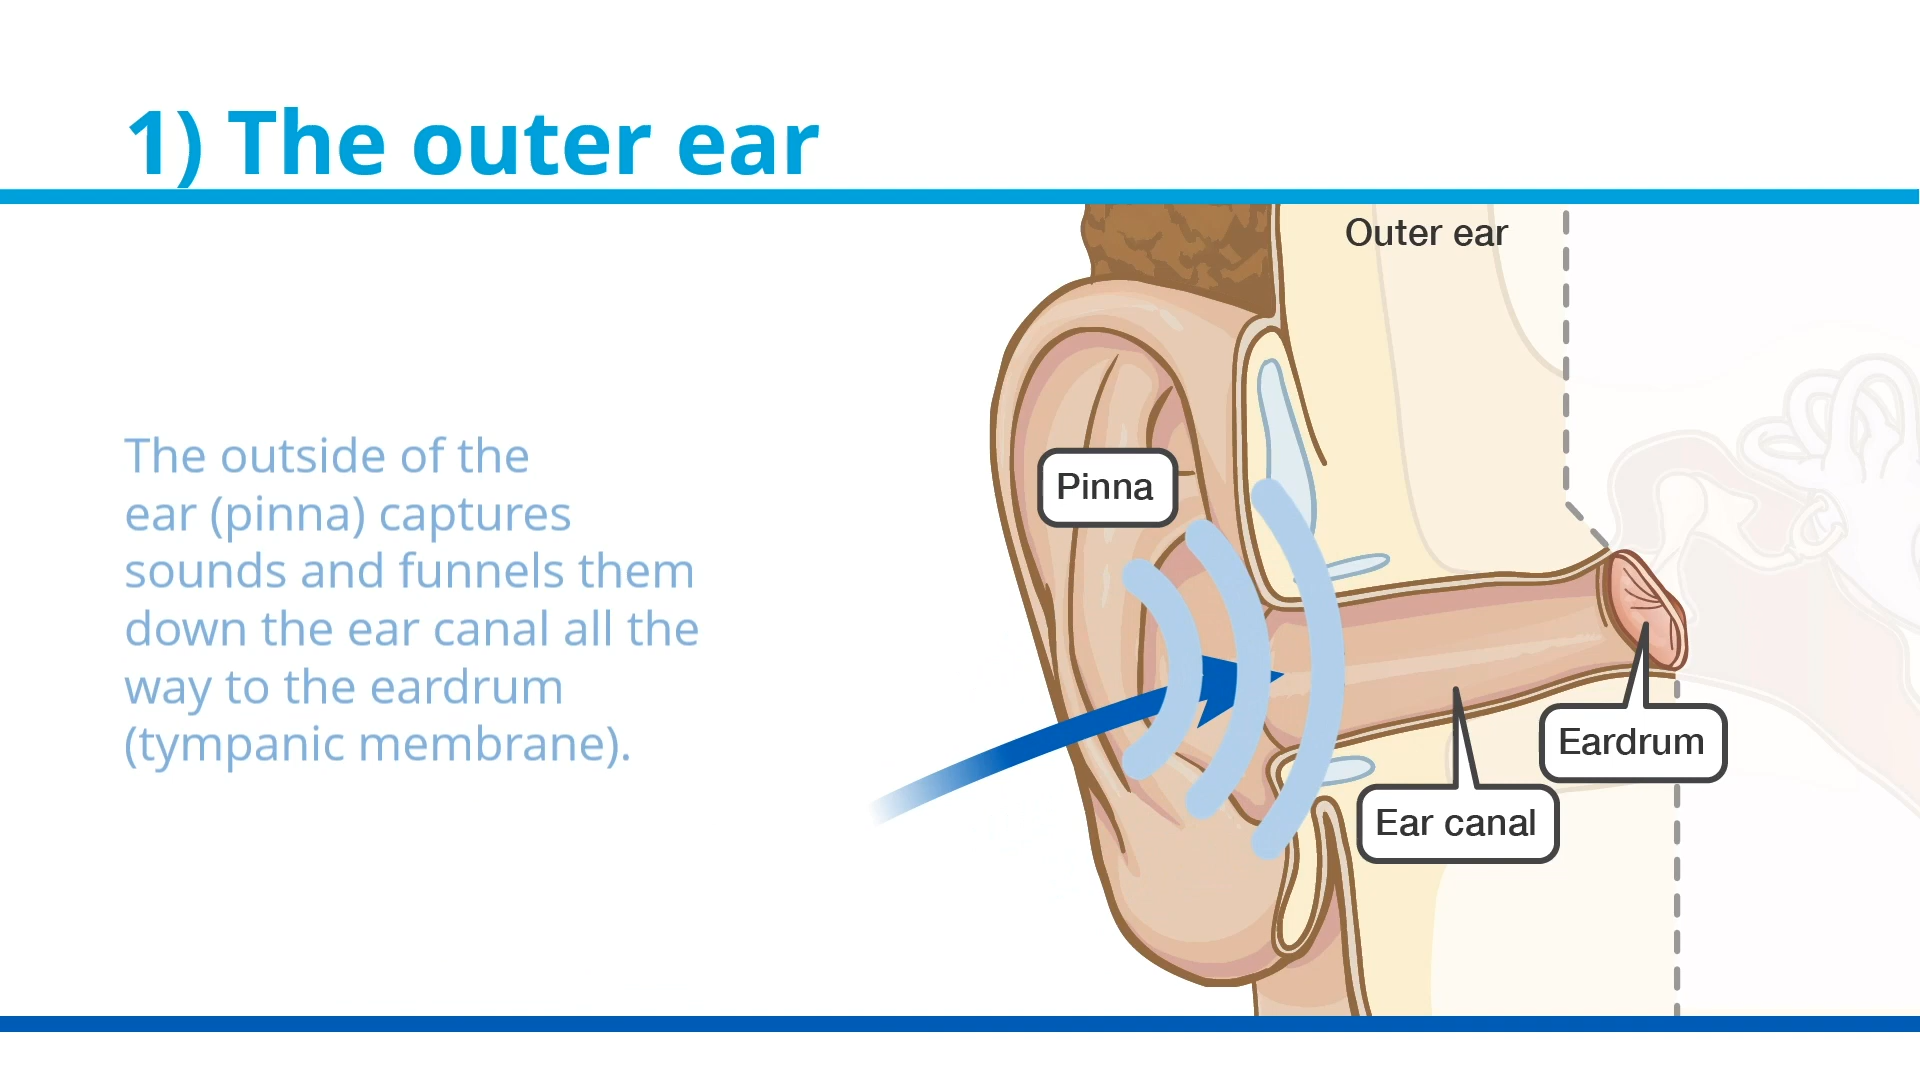 1) The outer ear
Outer ear
The outside of the
ear (pinna) captures
sounds and funnels them
down the ear canal all the
way to the eardrum
(tympanic membrane).
Pinna
Eardrum
Ear canal